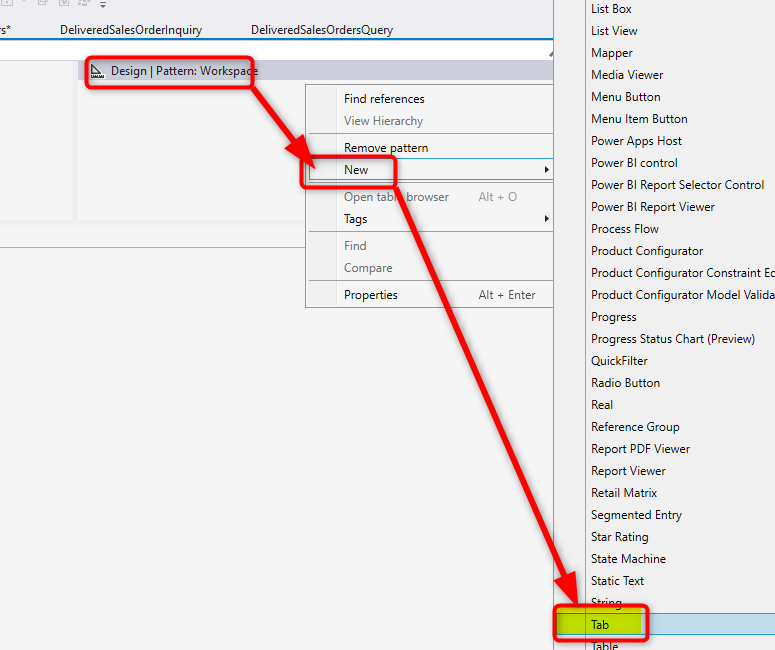 rs*
DeliveredSalesOrderInquiry
DeliveredSalesOrdersQuery
Design | Pattern: Workspace
Find references
View Hierarchy
Remove pattern
New
Open table browser Alt + O
Tags
Find
Compare
Properties Alt + Enter
List Box
List View
Mapper
Media Viewer
Menu Button
Menu Item Button
Power Apps Host
Power BI control
Power BI Report Selector Control
Power BI Report Viewer
Process Flow
Product Configurator
Product Configurator Constraint Ed
Product Configurator Model Valida
Progress
Progress Status Chart (Preview)
QuickFilter
Radio Button
Real
Reference Group
Report PDF Viewer
Report Viewer
Retail Matrix
Segmented Entry
Star Rating
State Machine
Static Text
String
Tab
Table